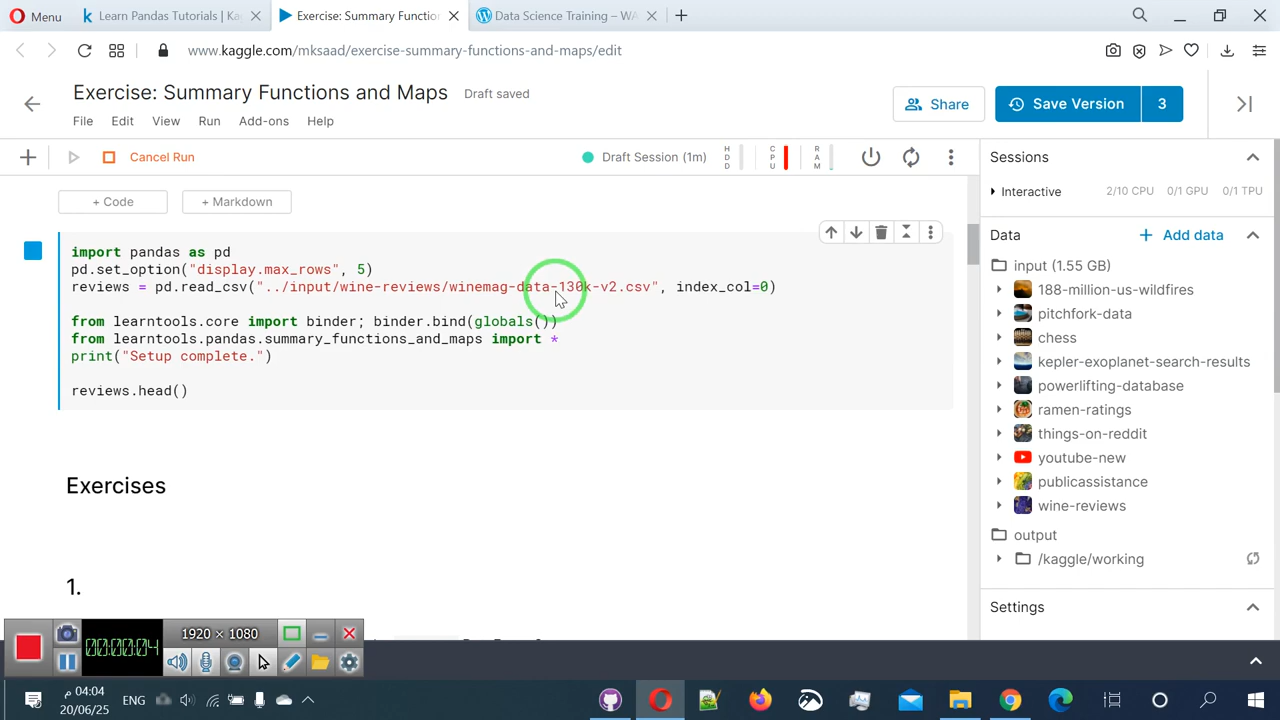 Menu
Learn Pandas Tutorials | Ka
Exercise: Summary Functio
Data Science Training – WA
www.kaggle.com/mksaad/exercise-summary-functions-and-maps/edit
Exercise: Summary Functions and Maps
Draft saved
Share
Save Version
3
File Edit View Run Add-ons Help
Cancel Run
Draft Session (1m)
HDD
CPU
RAM
+ Code
+ Markdown
import pandas as pd
pd.set_option("display.max_rows", 5)
reviews = pd.read_csv("../input/wine-reviews/winemag-data-130k-v2.csv", index_col=0)
from learntools.core import binder; binder.bind(globals())
from learntools.pandas.summary_functions_and_maps import *
print("Setup complete.")
reviews.head()
Exercises
1.
Sessions
Interactive
2/10 CPU 0/1 GPU 0/1 TPU
Data
+ Add data
input (1.55 GB)
188-million-us-wildfires
pitchfork-data
chess
kepler-exoplanet-search-results
powerlifting-database
ramen-ratings
things-on-reddit
youtube-new
publicassistance
wine-reviews
output
/kaggle/working
Settings
00:00:04
1920 × 1080
04:04 م
20/06/25
ENG